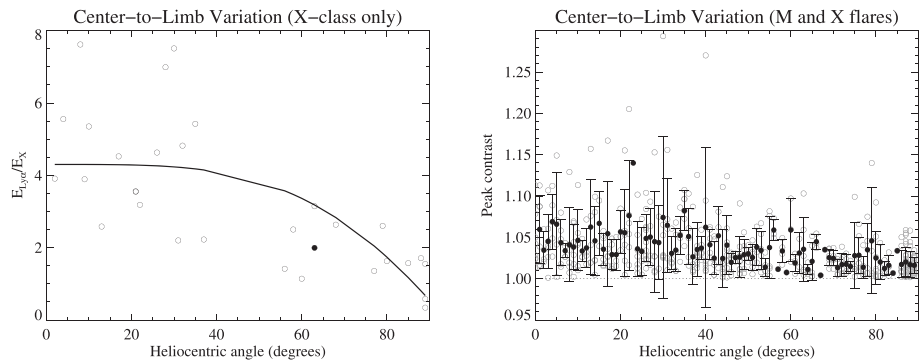 Center-to-Limb Variation (X-class only)
8
6
4
2
0
E_Lyα/E_X
0 20 40 60 80
Heliocentric angle (degrees)
Center-to-Limb Variation (M and X flares)
1.25
1.20
1.15
1.10
1.05
1.00
0.95
Peak contrast
0 20 40 60 80
Heliocentric angle (degrees)